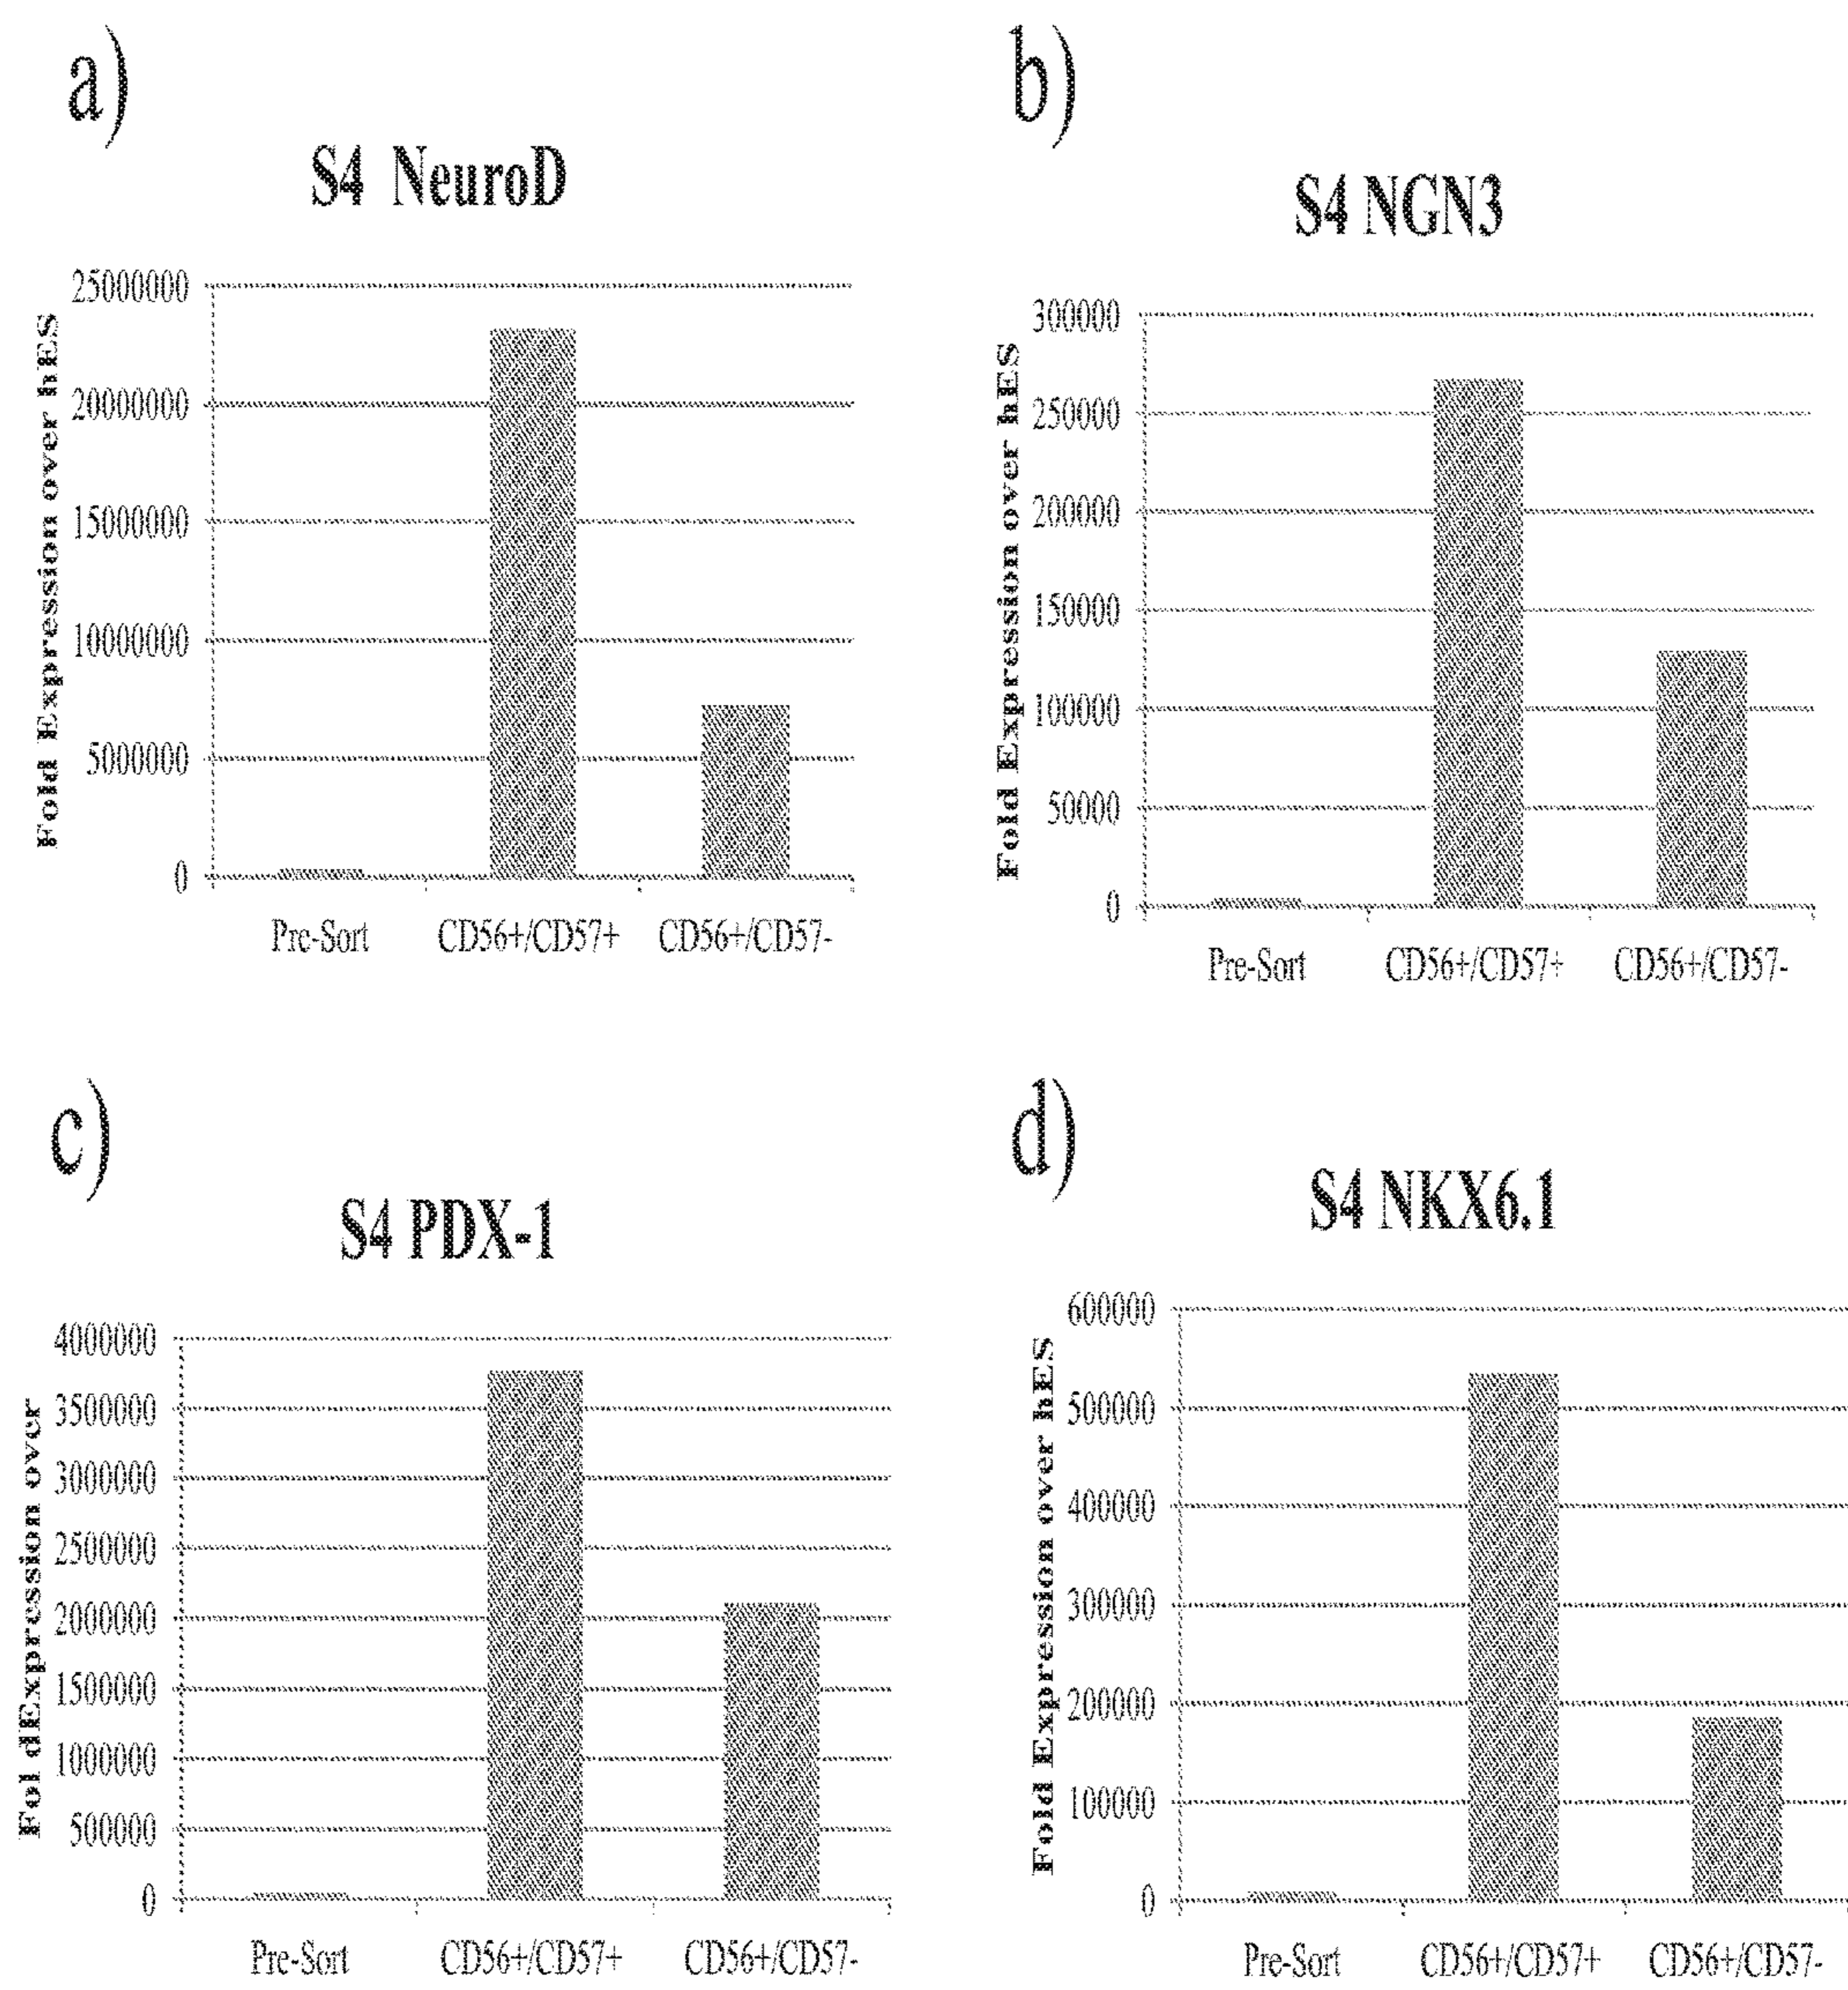 a)
S4 NeuroD
Fold Expression over hES
25000000
20000000
15000000
10000000
5000000
0
Pre-Sort CD56+/CD57+ CD56+/CD57-
b)
S4 NGN3
Fold Expression over hES
300000
250000
200000
150000
100000
50000
0
Pre-Sort CD56+/CD57+ CD56+/CD57-
c)
S4 PDX-1
Fol dExpression over
4000000
3500000
3000000
2500000
2000000
1500000
1000000
500000
0
Pre-Sort CD56+/CD57+ CD56+/CD57-
d)
S4 NKX6.1
Fold Expression over hES
600000
500000
400000
300000
200000
100000
0
Pre-Sort CD56+/CD57+ CD56+/CD57-